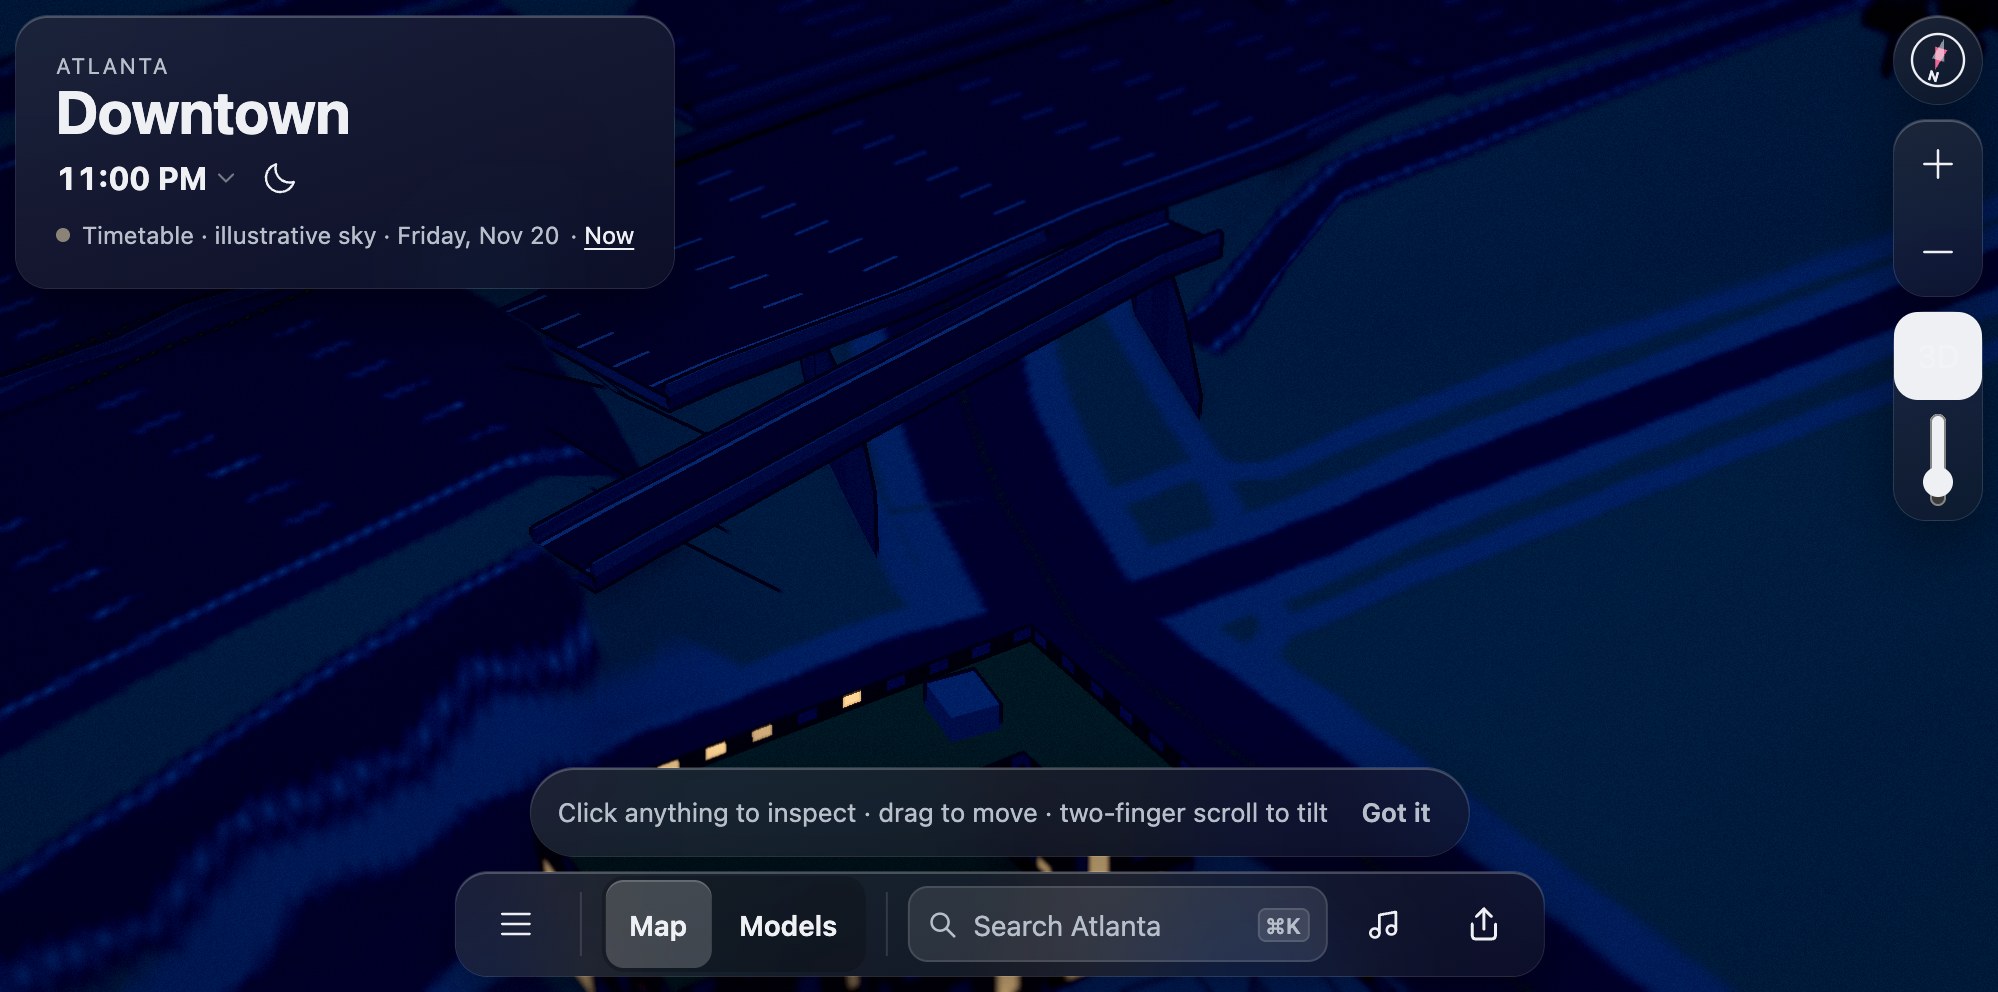 ATLANTA
Downtown
11:00 PM
Timetable · illustrative sky · Friday, Nov 20 · Now
N
3D
Click anything to inspect · drag to move · two-finger scroll to tilt Got it
Map Models Search Atlanta ⌘K